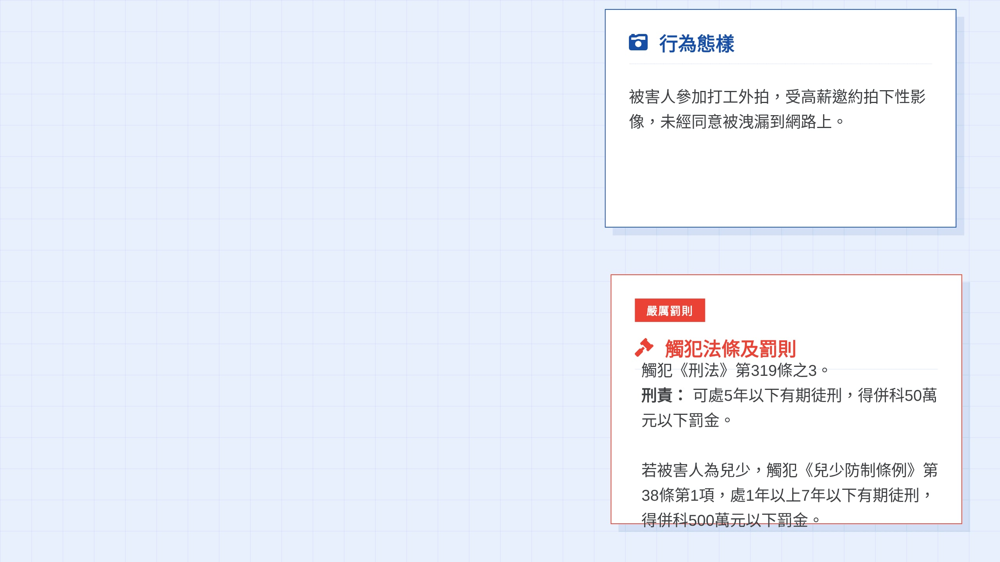 行為態樣
被害人參加打工外拍，受高薪邀約拍下性影
像，未經同意被洩漏到網路上。
嚴厲罰則
觸犯法條及罰則
觸犯《刑法》第319條之3。
刑責： 可處5年以下有期徒刑，得併科50萬
元以下罰金。
若被害人為兒少，觸犯《兒少防制條例》第
38條第1項，處1年以上7年以下有期徒刑，
得併科500萬元以下罰金。